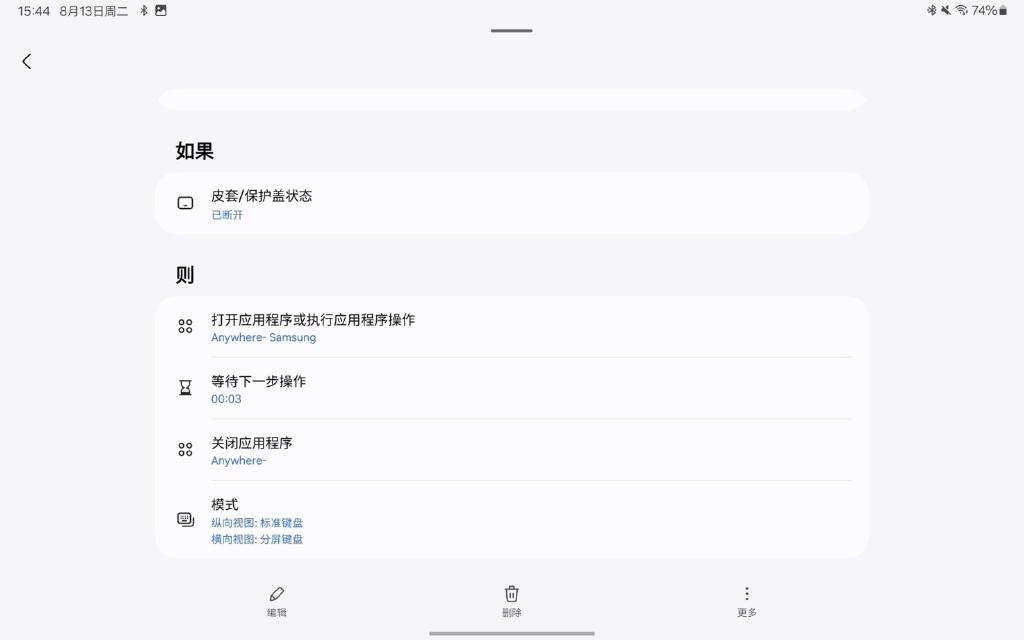 15:44 8月13日周二
74%
如果
皮套/保护盖状态
已断开
则
打开应用程序或执行应用程序操作
Anywhere- Samsung
等待下一步操作
00:03
关闭应用程序
Anywhere-
模式
纵向视图: 标准键盘
横向视图: 分屏键盘
编辑
删除
更多